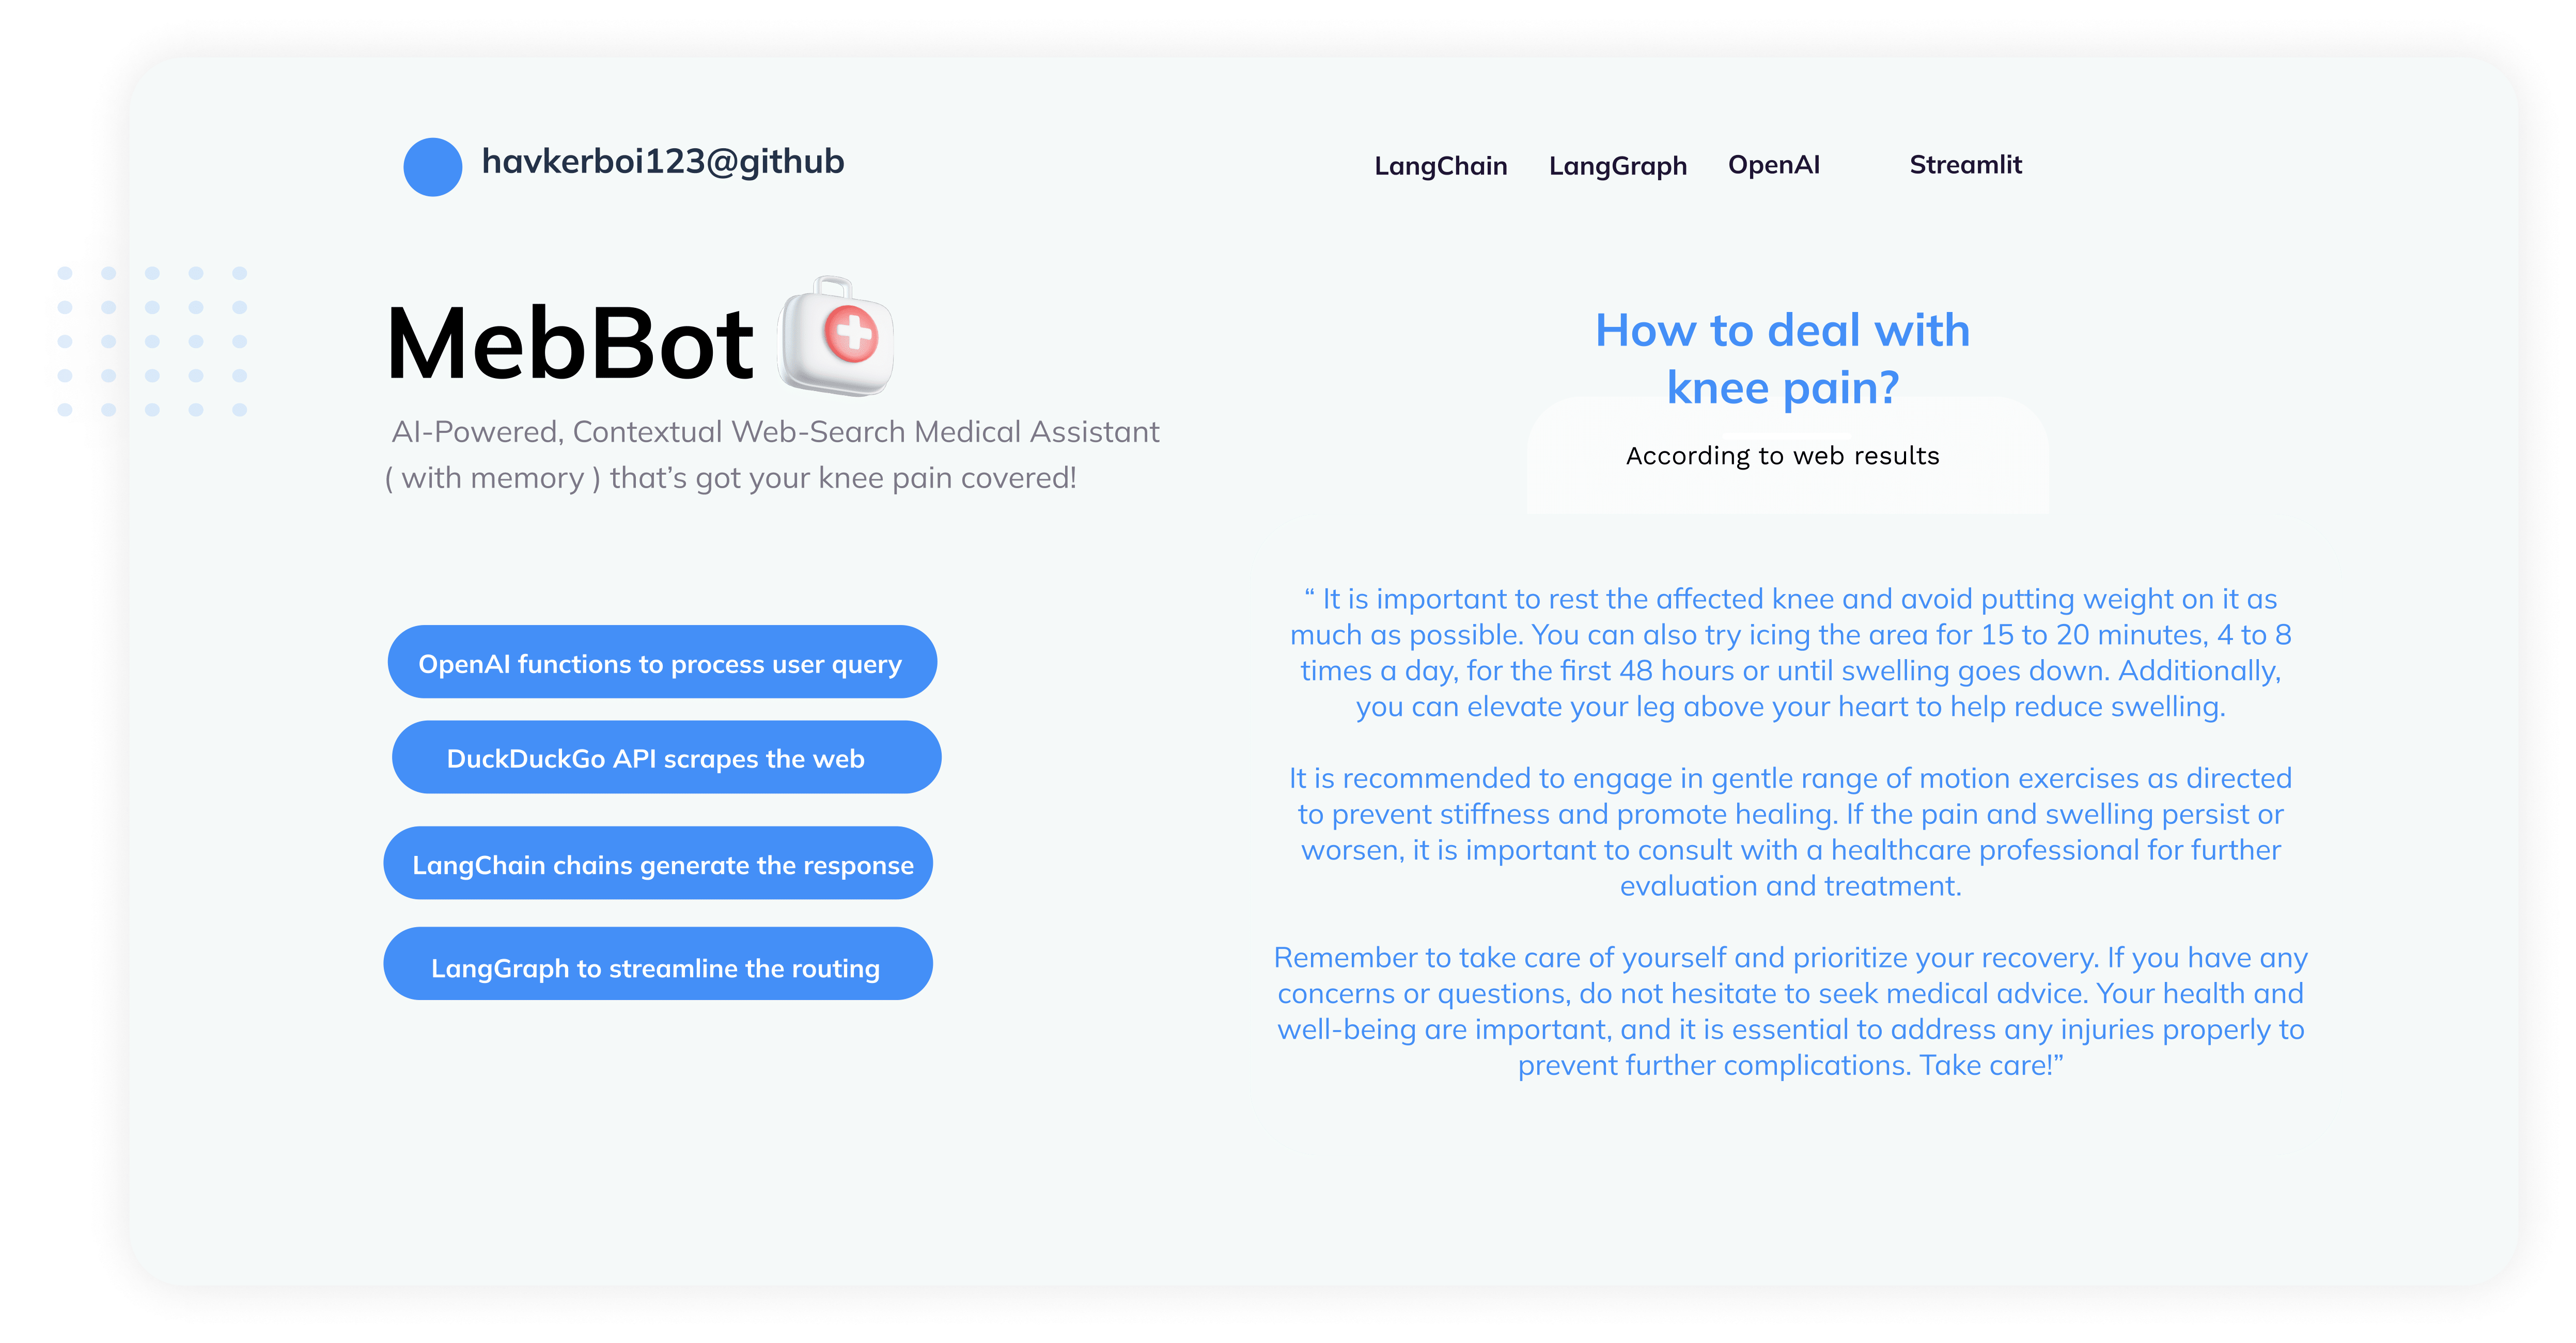 havkerboi123@github
LangChain LangGraph OpenAI Streamlit
MebBot
AI-Powered, Contextual Web-Search Medical Assistant
( with memory ) that’s got your knee pain covered!
OpenAI functions to process user query
DuckDuckGo API scrapes the web
LangChain chains generate the response
LangGraph to streamline the routing
How to deal with
knee pain?
According to web results
“ It is important to rest the affected knee and avoid putting weight on it as
much as possible. You can also try icing the area for 15 to 20 minutes, 4 to 8
times a day, for the first 48 hours or until swelling goes down. Additionally,
you can elevate your leg above your heart to help reduce swelling.
It is recommended to engage in gentle range of motion exercises as directed
to prevent stiffness and promote healing. If the pain and swelling persist or
worsen, it is important to consult with a healthcare professional for further
evaluation and treatment.
Remember to take care of yourself and prioritize your recovery. If you have any
concerns or questions, do not hesitate to seek medical advice. Your health and
well-being are important, and it is essential to address any injuries properly to
prevent further complications. Take care!”